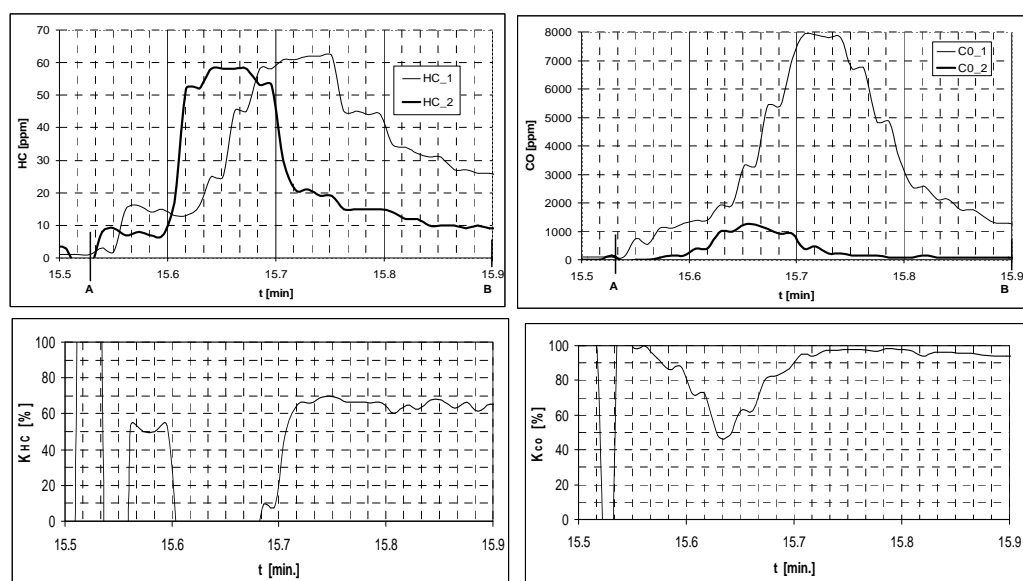 70
60
50
40
30
20
10
0
HC [ppm]
HC_1
HC_2
15.5 15.6 15.7 15.8 15.9
A t [min] B
8000
7000
6000
5000
4000
3000
2000
1000
0
CO [ppm]
C0_1
C0_2
15.5 15.6 15.7 15.8 15.9
A t [min] B
100
80
60
40
20
0
K HC [%]
15.5 15.6 15.7 15.8 15.9
t [min.]
100
80
60
40
20
0
K co [%]
15.5 15.6 15.7 15.8 15.9
t [min.]